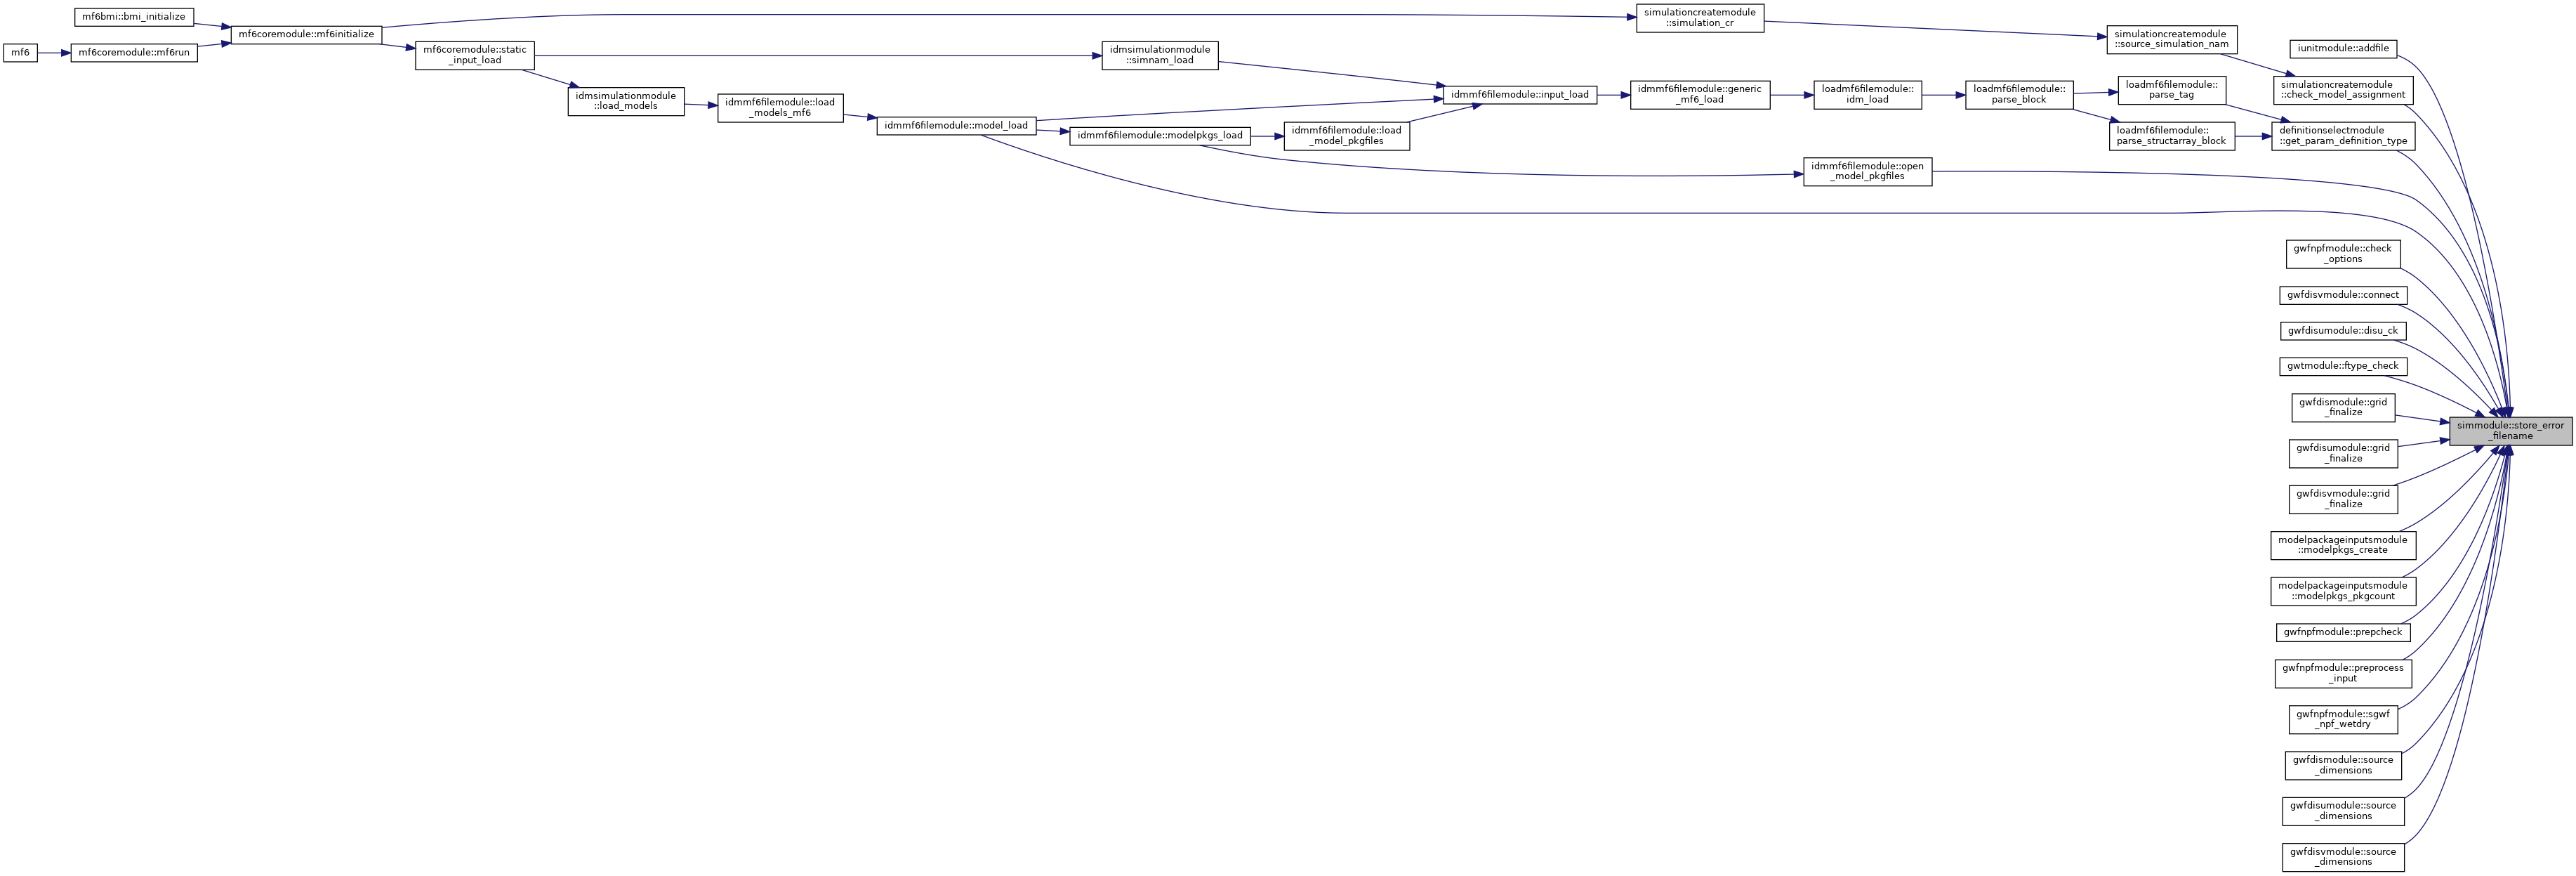 mf6
mf6bmi::bmi_initialize
mf6coremodule::mf6run
mf6coremodule::mf6initialize
mf6coremodule::static
_input_load
idmsimulationmodule
::load_models
idmmf6filemodule::load
_models_mf6
idmmf6filemodule::model_load
idmsimulationmodule
::simnam_load
idmmf6filemodule::modelpkgs_load
idmmf6filemodule::load
_model_pkgfiles
idmmf6filemodule::input_load
simulationcreatemodule
::simulation_cr
idmmf6filemodule::generic
_mf6_load
idmmf6filemodule::open
_model_pkgfiles
loadmf6filemodule::
idm_load
loadmf6filemodule::
parse_block
simulationcreatemodule
::source_simulation_nam
loadmf6filemodule::
parse_tag
loadmf6filemodule::
parse_structarray_block
iunitmodule::addfile
simulationcreatemodule
::check_model_assignment
definitionselectmodule
::get_param_definition_type
gwfnpfmodule::check
_options
gwfdisvmodule::connect
gwfdisumodule::disu_ck
gwtmodule::ftype_check
gwfdismodule::grid
_finalize
gwfdisumodule::grid
_finalize
gwfdisvmodule::grid
_finalize
modelpackageinputsmodule
::modelpkgs_create
modelpackageinputsmodule
::modelpkgs_pkgcount
gwfnpfmodule::prepcheck
gwfnpfmodule::preprocess
_input
gwfnpfmodule::sgwf
_npf_wetdry
gwfdismodule::source
_dimensions
gwfdisumodule::source
_dimensions
gwfdisvmodule::source
_dimensions
simmodule::store_error
_filename